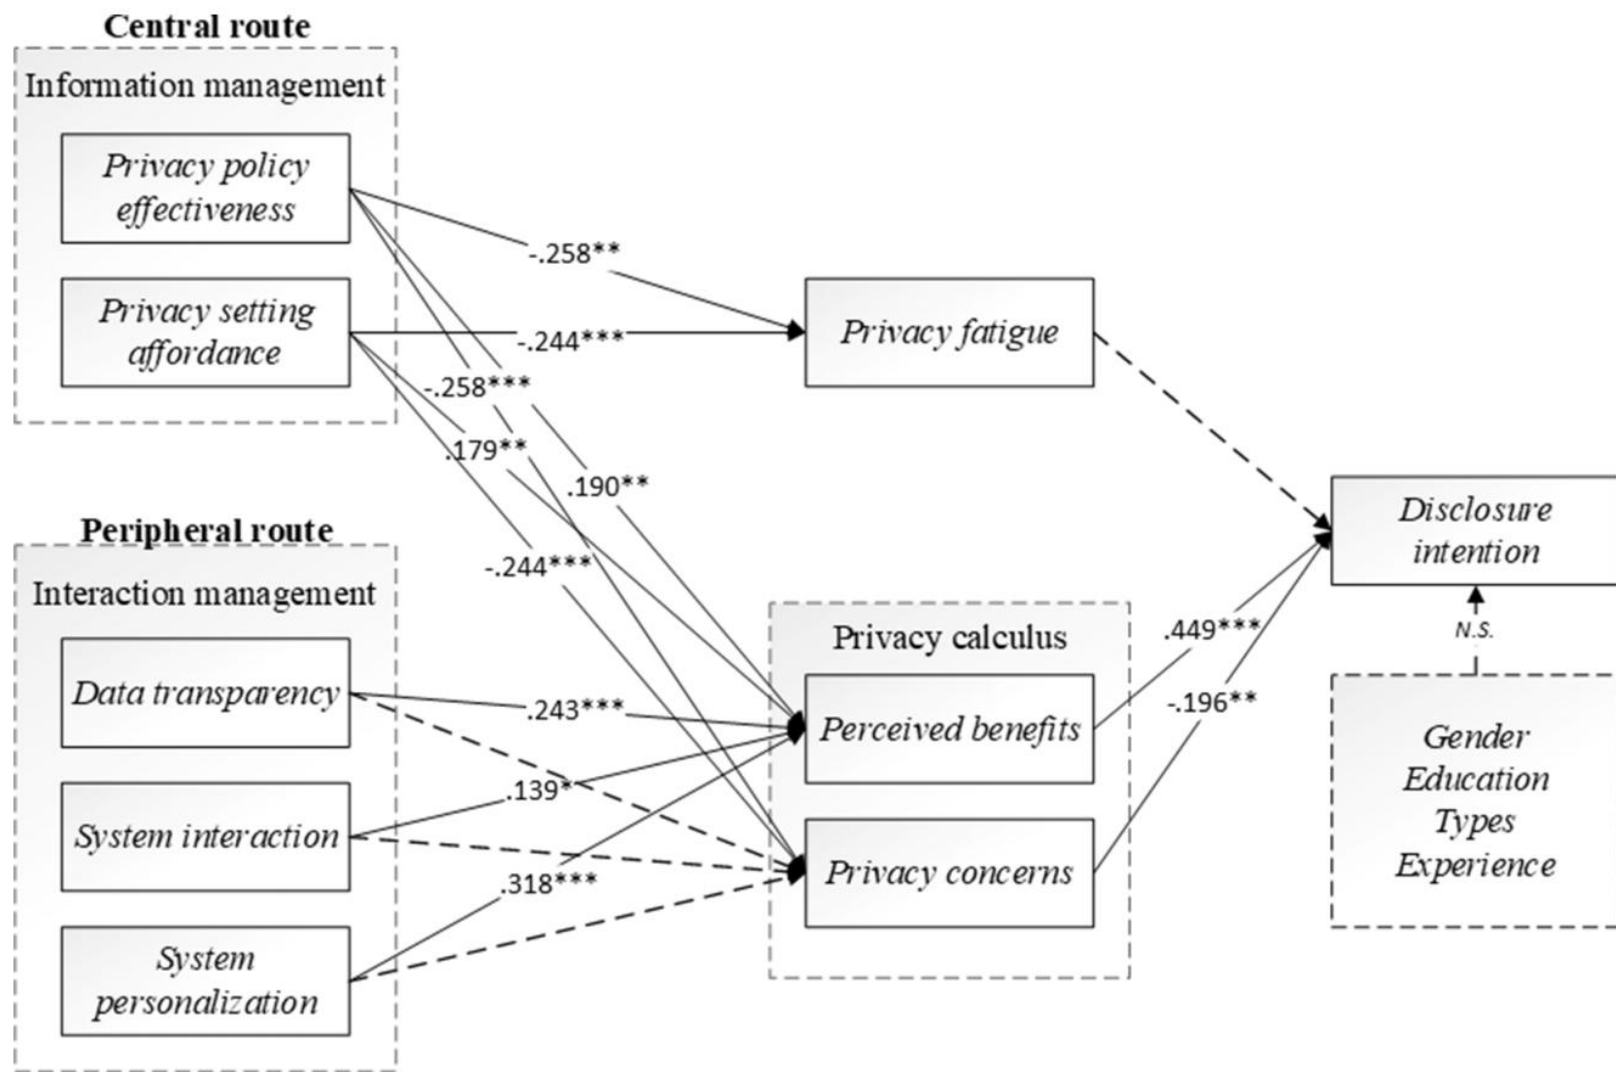 Central route
Information management
Privacy policy
effectiveness
Privacy setting
affordance
-.258**
-.244***
-.258***
.179**
.190**
-.244***
Privacy fatigue
Peripheral route
Interaction management
Data transparency
System interaction
System
personalization
.243***
.139*
.318***
Privacy calculus
Perceived benefits
Privacy concerns
.449***
-.196**
Disclosure
intention
N.S.
Gender
Education
Types
Experience